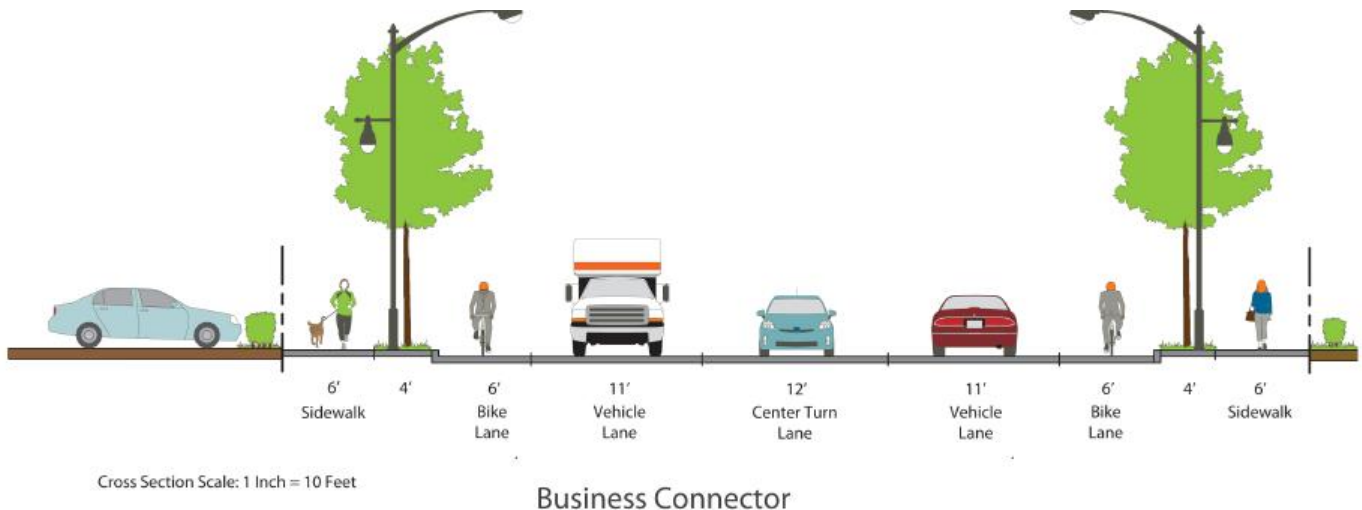 6’ 4’ 6’ 11’ 12’ 11’ 6’ 4’ 6’
Sidewalk Bike Vehicle Center Turn Vehicle Bike Sidewalk
Lane Lane Lane Lane Lane
Cross Section Scale: 1 Inch = 10 Feet
Business Connector